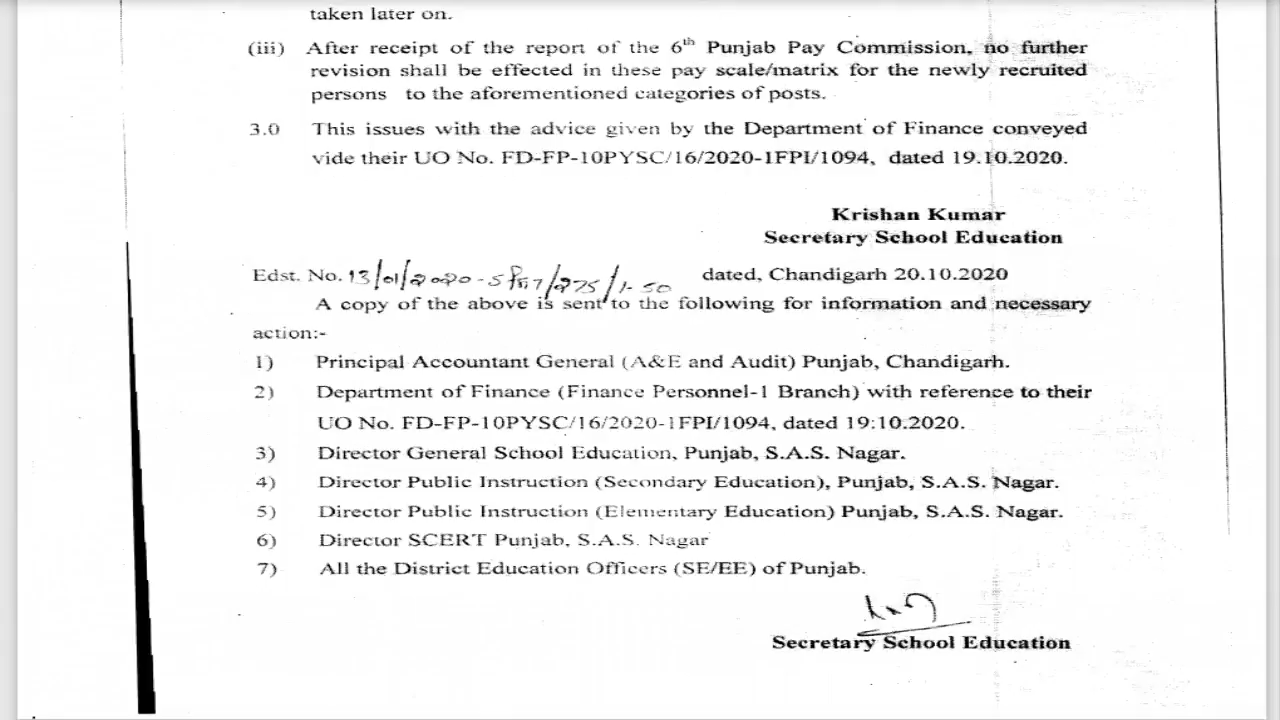 taken later on.
(iii) After receipt of the report of the 6th Punjab Pay Commission, no further
revision shall be effected in these pay scale/matrix for the newly recruited
persons to the aforementioned categories of posts.
3.0 This issues with the advice given by the Department of Finance conveyed
vide their UO No. FD-FP-10PYSC/16/2020-1FPI/1094, dated 19.10.2020.
Krishan Kumar
Secretary School Education
Edst. No. 13/01/2020- dated, Chandigarh 20.10.2020
A copy of the above is sent to the following for information and necessary
action:-
1) Principal Accountant General (A&E and Audit) Punjab, Chandigarh.
2) Department of Finance (Finance Personnel-1 Branch) with reference to their
UO No. FD-FP-10PYSC/16/2020-1FPI/1094, dated 19:10.2020.
3) Director General School Education, Punjab, S.A.S. Nagar.
4) Director Public Instruction (Secondary Education), Punjab, S.A.S. Nagar.
5) Director Public Instruction (Elementary Education) Punjab, S.A.S. Nagar.
6) Director SCERT Punjab, S.A.S. Nagar
7) All the District Education Officers (SE/EE) of Punjab.
Secretary School Education